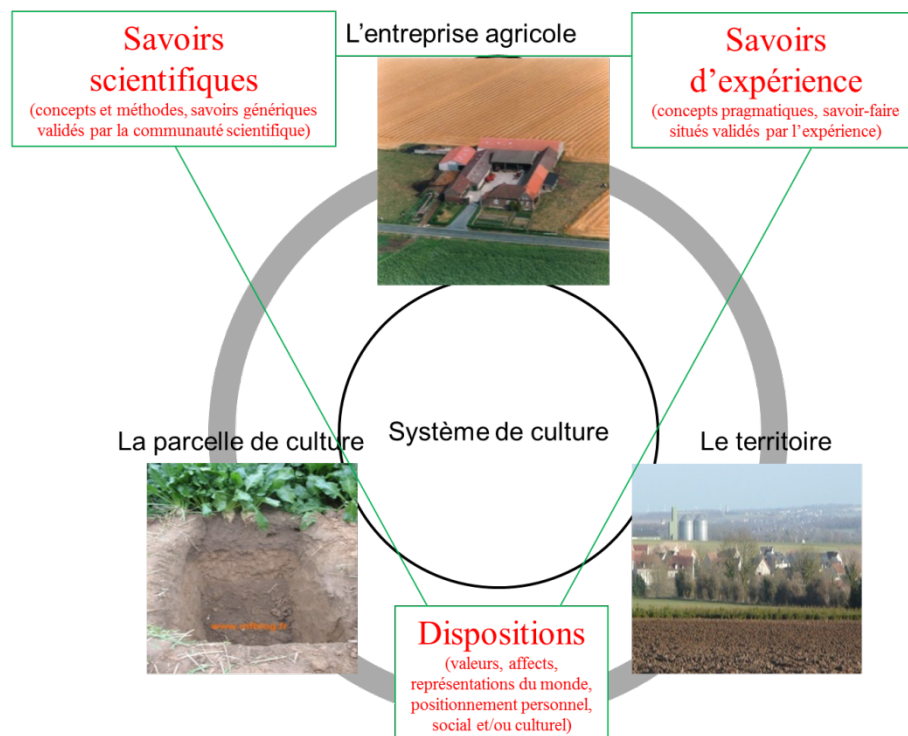 L'entreprise agricole
Savoirs
scientifiques
(concepts et méthodes, savoirs génériques
validés par la communauté scientifique)
Savoirs
d'expérience
(concepts pragmatiques, savoir-faire
situés validés par l'expérience)
La parcelle de culture
Système de culture
Le territoire
Dispositions
(valeurs, affects,
représentations du monde,
positionnement personnel,
social et/ou culturel)